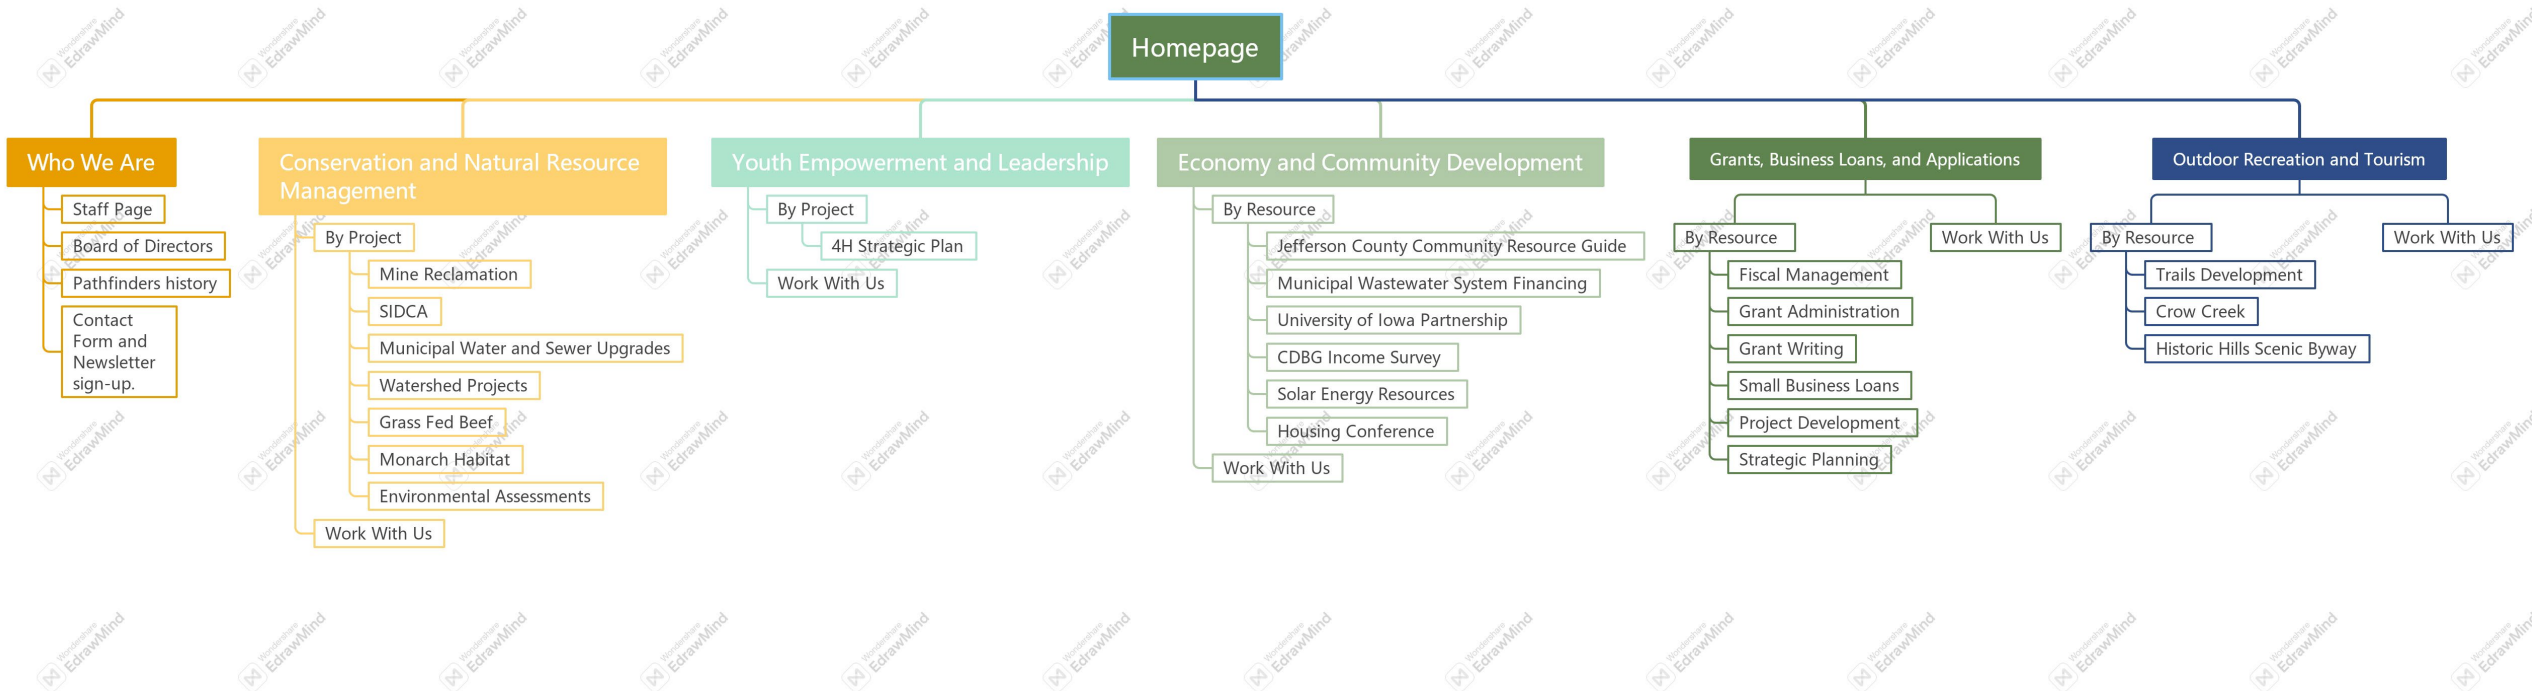 Homepage
Who We Are
Staff Page
Board of Directors
Pathfinders history
Contact
Form and
Newsletter
sign-up.
Conservation and Natural Resource
Management
By Project
Mine Reclamation
SIDCA
Municipal Water and Sewer Upgrades
Watershed Projects
Grass Fed Beef
Monarch Habitat
Environmental Assessments
Work With Us
Youth Empowerment and Leadership
By Project
4H Strategic Plan
Work With Us
Economy and Community Development
By Resource
Jefferson County Community Resource Guide
Municipal Wastewater System Financing
University of Iowa Partnership
CDBG Income Survey
Solar Energy Resources
Housing Conference
Work With Us
Grants, Business Loans, and Applications
By Resource
Fiscal Management
Grant Administration
Grant Writing
Small Business Loans
Project Development
Strategic Planning
Work With Us
Outdoor Recreation and Tourism
By Resource
Trails Development
Crow Creek
Historic Hills Scenic Byway
Work With Us
Wondershare
EdrawMind